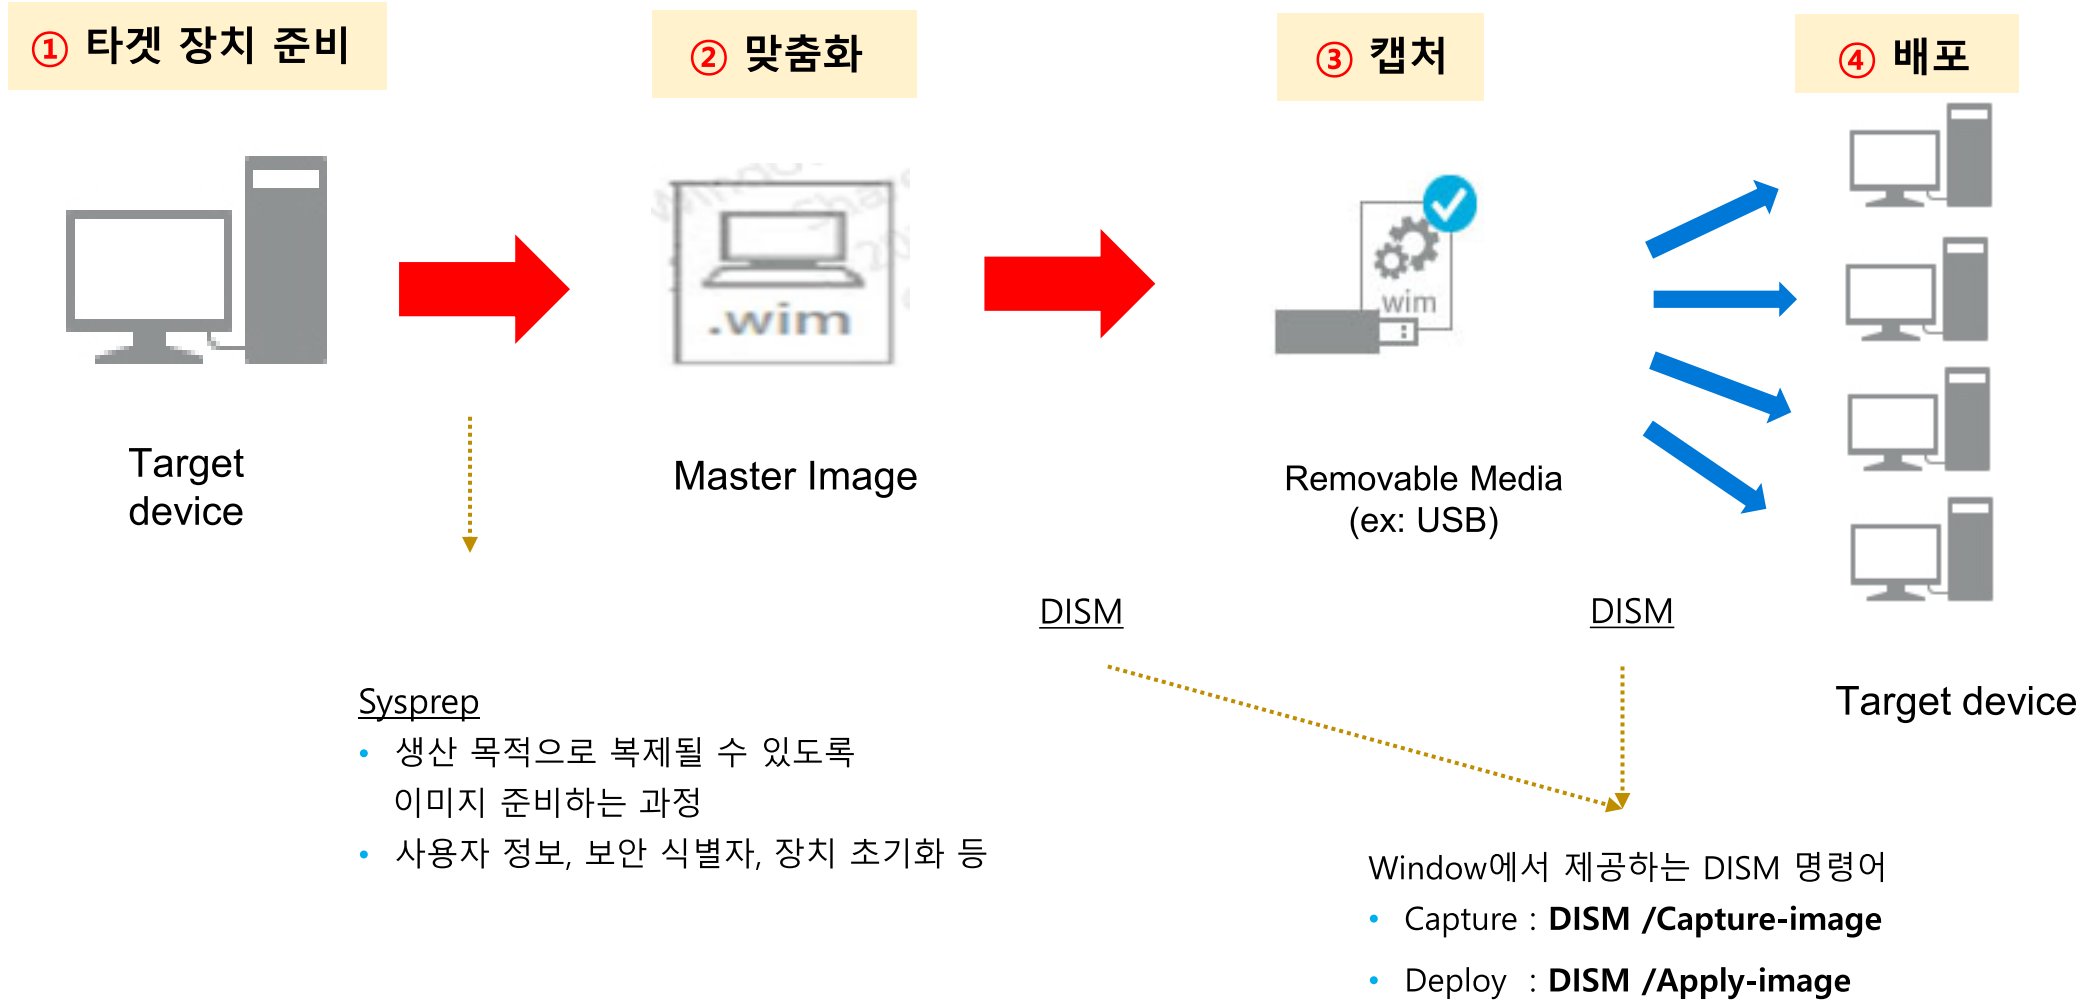 ① 타겟 장치 준비
② 맞춤화
③ 캡처
④ 배포
.wim
wim
Target
device
Master Image
Removable Media
(ex: USB)
DISM
DISM
Target device
Sysprep
• 생산 목적으로 복제될 수 있도록
이미지 준비하는 과정
• 사용자 정보, 보안 식별자, 장치 초기화 등
Window에서 제공하는 DISM 명령어
• Capture : DISM /Capture-image
• Deploy : DISM /Apply-image